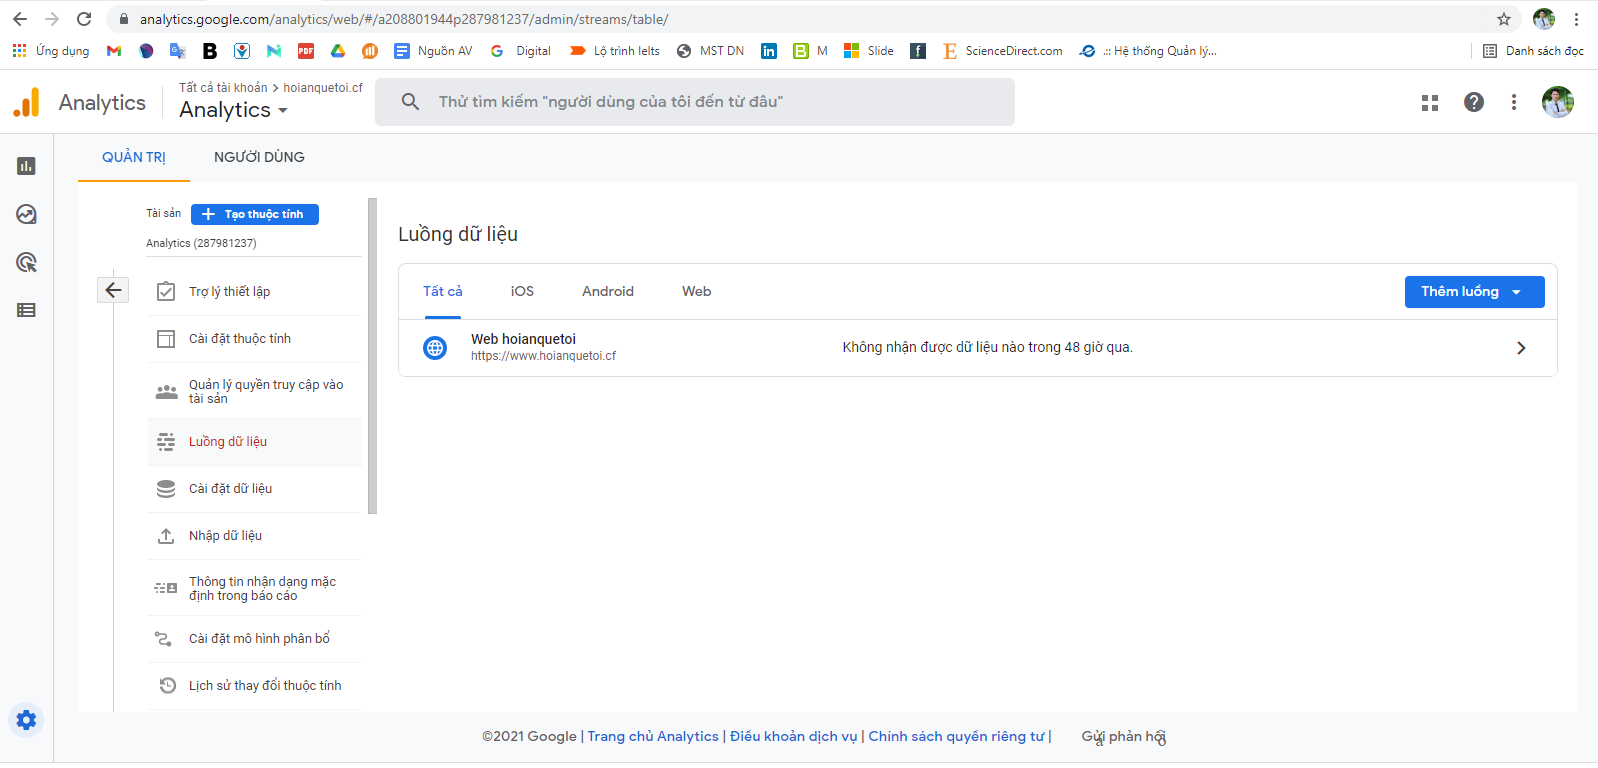 analytics.google.com/analytics/web/#/a208801944p287981237/admin/streams/table/
Ứng dụng Nguồn AV Digital Lộ trình Ielts MST DN M Slide ScienceDirect.com .:: Hệ thống Quản lý... Danh sách đọc
Analytics
Tất cả tài khoản > hoianquetoi.cf
Analytics
Thử tìm kiếm "người dùng của tôi đến từ đâu"
QUẢN TRỊ NGƯỜI DÙNG
Tài sản + Tạo thuộc tính
Analytics (287981237)
Trợ lý thiết lập
Cài đặt thuộc tính
Quản lý quyền truy cập vào
tài sản
Luồng dữ liệu
Cài đặt dữ liệu
Nhập dữ liệu
Thông tin nhận dạng mặc
định trong báo cáo
Cài đặt mô hình phân bổ
Lịch sử thay đổi thuộc tính
Luồng dữ liệu
Tất cả iOS Android Web Thêm luồng
Web hoianquetoi
https://www.hoianquetoi.cf
Không nhận được dữ liệu nào trong 48 giờ qua.
©2021 Google | Trang chủ Analytics | Điều khoản dịch vụ | Chính sách quyền riêng tư | Gửi phản hồi